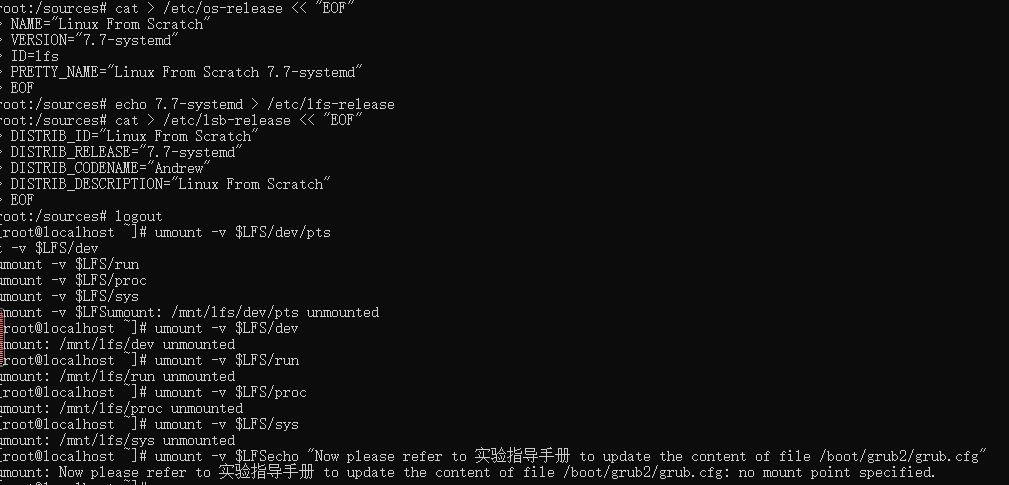 root:/sources# cat > /etc/os-release << "EOF"
> NAME="Linux From Scratch"
> VERSION="7.7-systemd"
> ID=lfs
> PRETTY_NAME="Linux From Scratch 7.7-systemd"
> EOF
root:/sources# echo 7.7-systemd > /etc/lfs-release
root:/sources# cat > /etc/lsb-release << "EOF"
> DISTRIB_ID="Linux From Scratch"
> DISTRIB_RELEASE="7.7-systemd"
> DISTRIB_CODENAME="Andrew"
> DISTRIB_DESCRIPTION="Linux From Scratch"
> EOF
root:/sources# logout
[root@localhost ~]# umount -v $LFS/dev/pts
t -v $LFS/dev
umount -v $LFS/run
umount -v $LFS/proc
umount -v $LFS/sys
umount -v $LFSumount: /mnt/lfs/dev/pts unmounted
[root@localhost ~]# umount -v $LFS/dev
umount: /mnt/lfs/dev unmounted
[root@localhost ~]# umount -v $LFS/run
umount: /mnt/lfs/run unmounted
[root@localhost ~]# umount -v $LFS/proc
umount: /mnt/lfs/proc unmounted
[root@localhost ~]# umount -v $LFS/sys
umount: /mnt/lfs/sys unmounted
[root@localhost ~]# umount -v $LFSecho "Now please refer to 实验指导手册 to update the content of file /boot/grub2/grub.cfg"
umount: Now please refer to 实验指导手册 to update the content of file /boot/grub2/grub.cfg: no mount point specified.